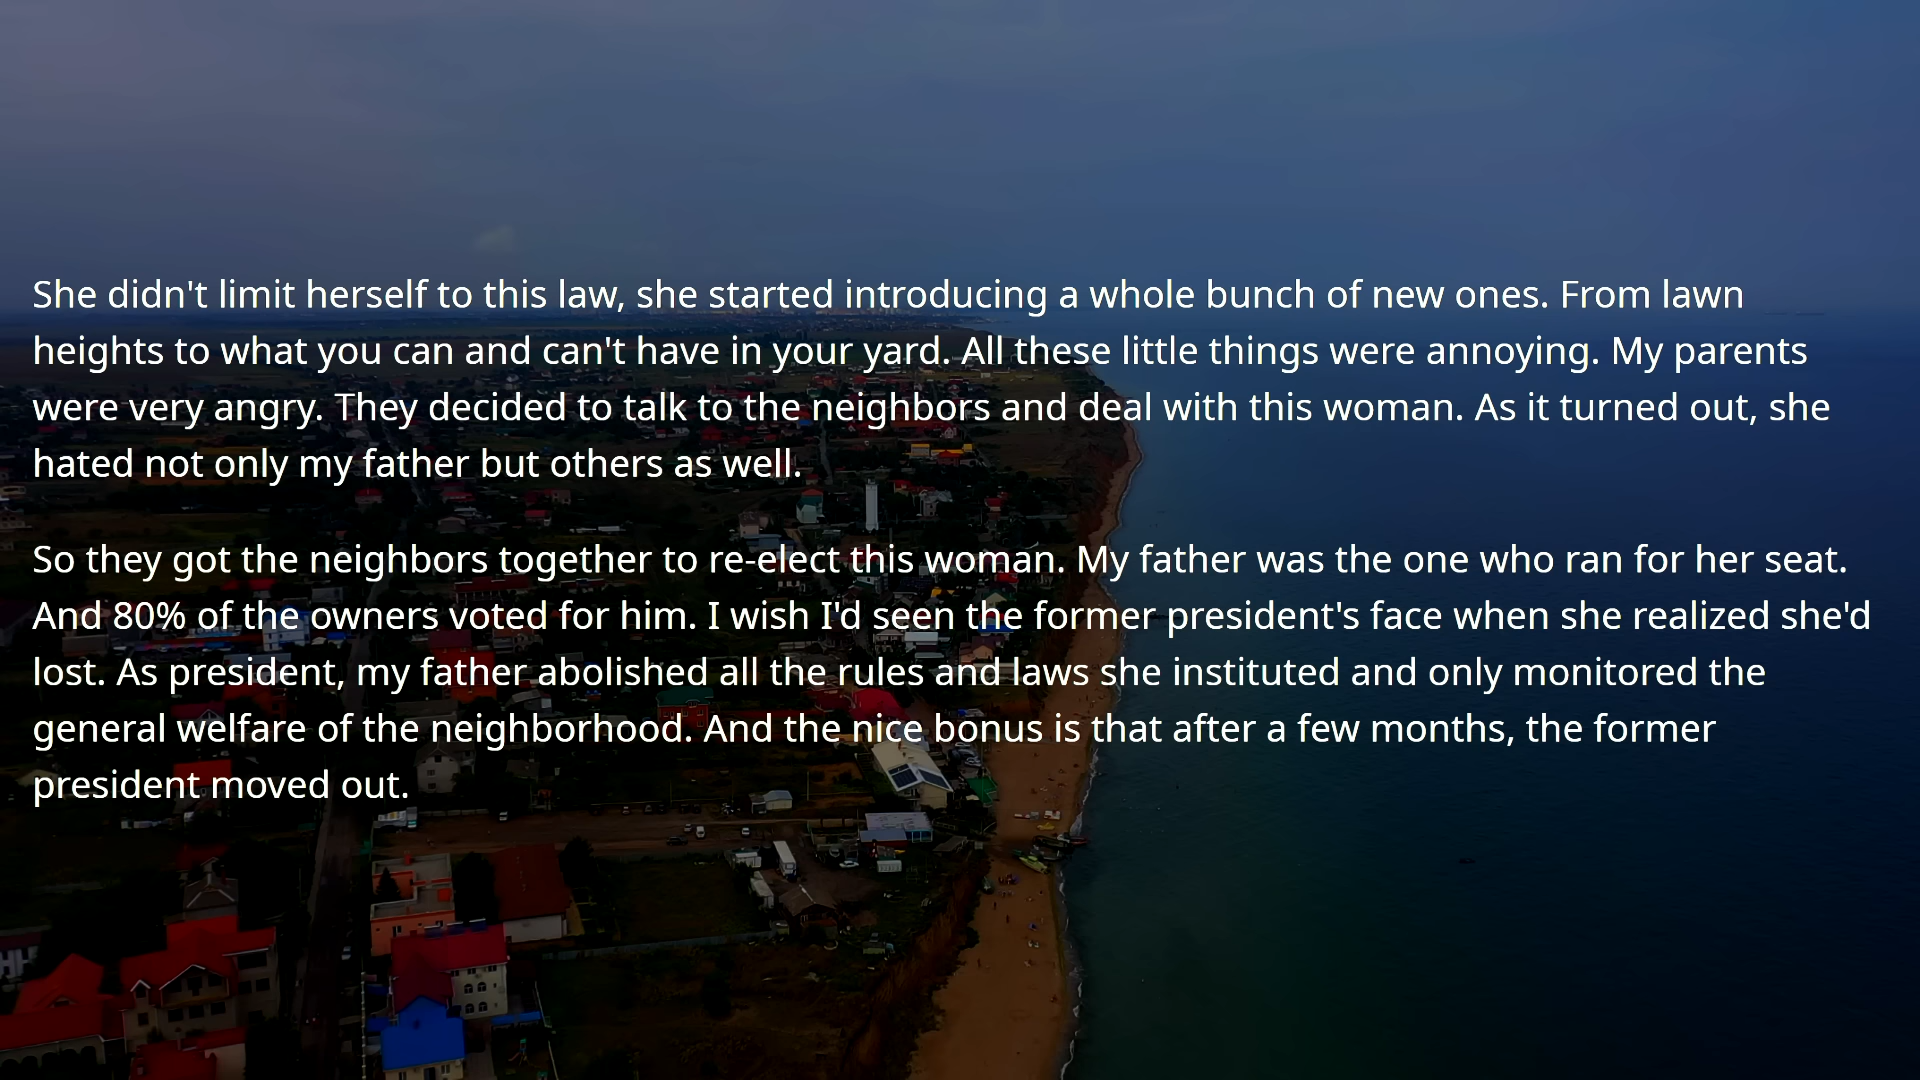 She didn't limit herself to this law, she started introducing a whole bunch of new ones. From lawn
heights to what you can and can't have in your yard. All these little things were annoying. My parents
were very angry. They decided to talk to the neighbors and deal with this woman. As it turned out, she
hated not only my father but others as well.
So they got the neighbors together to re-elect this woman. My father was the one who ran for her seat.
And 80% of the owners voted for him. I wish I'd seen the former president's face when she realized she'd
lost. As president, my father abolished all the rules and laws she instituted and only monitored the
general welfare of the neighborhood. And the nice bonus is that after a few months, the former
president moved out.